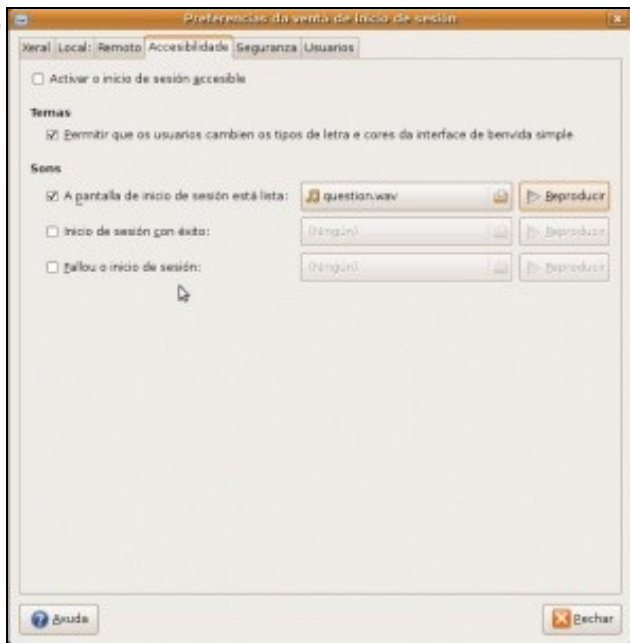 Preferencias da venta de inicio de sesión
Xeral Local: Remoto Accesibilidade Seguranza Usuarios
Activar o inicio de sesión accesible
Temas
Permitir que os usuarios cambien os tipos de letra e cores da interface de benvida simple
Sons
A pantalla de inicio de sesión está lista: question.wav Reproducir
Inicio de sesión con éxito: (Ningún) Reproducir
Fallou o inicio de sesión: (Ningún) Reproducir
Axuda Pechar